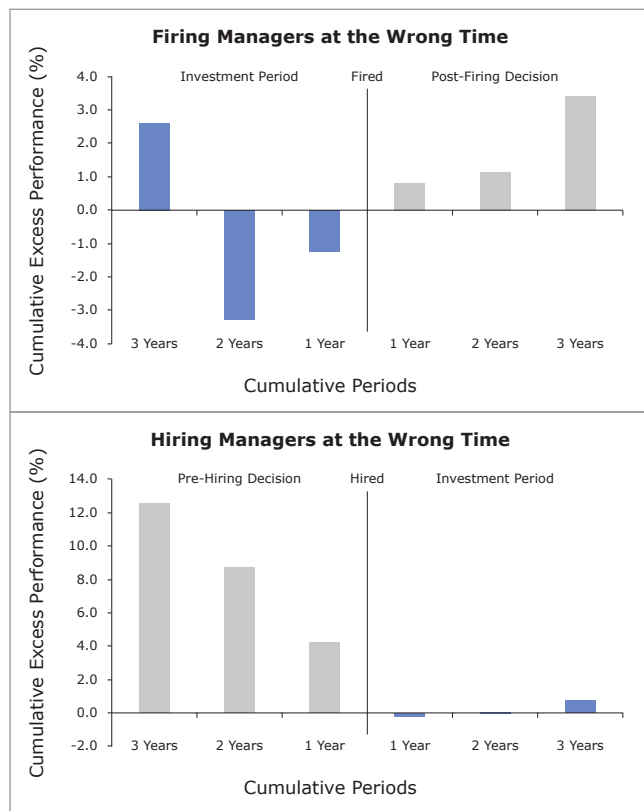 Firing Managers at the Wrong Time
Cumulative Excess Performance (%)
4.0
3.0
2.0
1.0
0.0
-1.0
-2.0
-3.0
-4.0
Investment Period Fired Post-Firing Decision
3 Years 2 Years 1 Year 1 Year 2 Years 3 Years
Cumulative Periods
Hiring Managers at the Wrong Time
Cumulative Excess Performance (%)
14.0
12.0
10.0
8.0
6.0
4.0
2.0
0.0
-2.0
Pre-Hiring Decision Hired Investment Period
3 Years 2 Years 1 Year 1 Year 2 Years 3 Years
Cumulative Periods